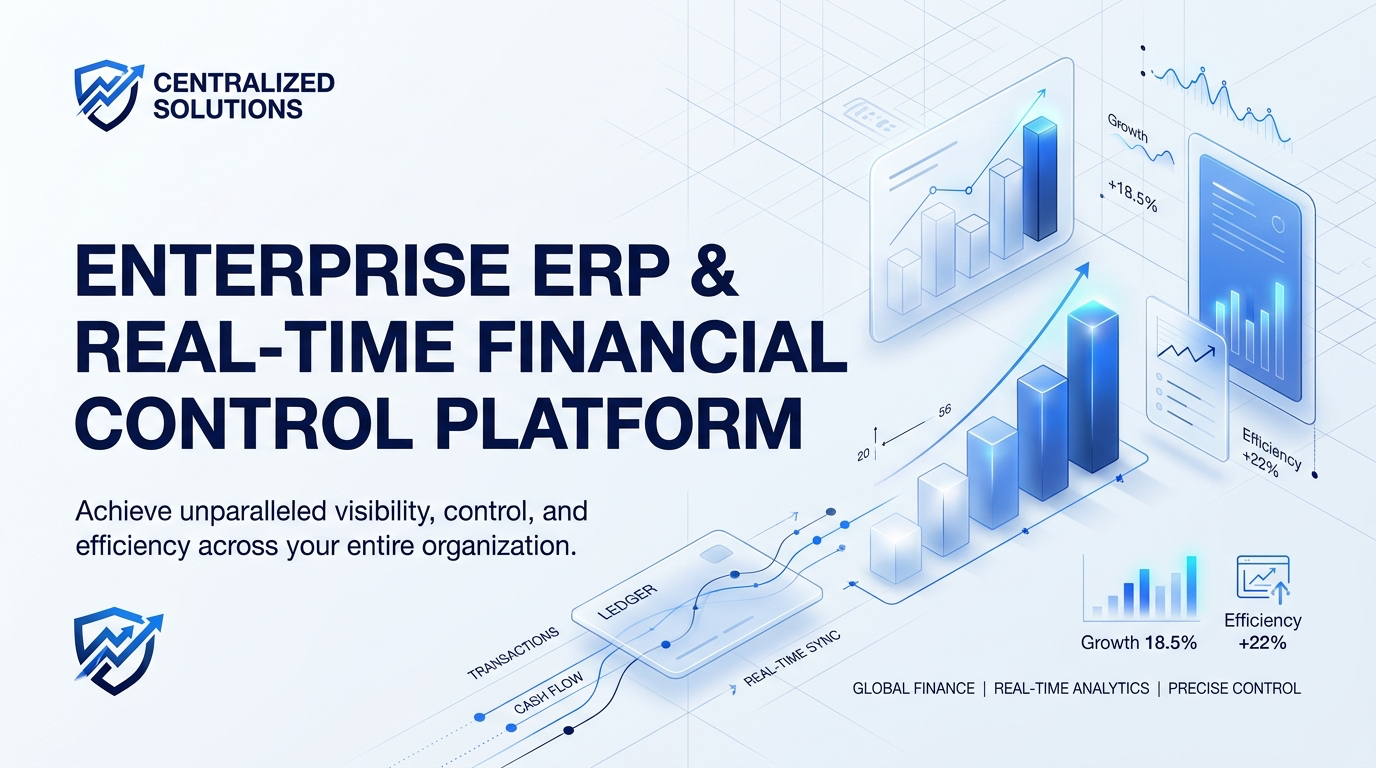 CENTRALIZED
SOLUTIONS
ENTERPRISE ERP &
REAL-TIME FINANCIAL
CONTROL PLATFORM
Achieve unparalleled visibility, control, and
efficiency across your entire organization.
Growth
+18.5%
56
20
Efficiency
+22%
LEDGER
TRANSACTIONS
CASH FLOW
REAL-TIME SYNC
Growth 18.5%
Efficiency
+22%
GLOBAL FINANCE | REAL-TIME ANALYTICS | PRECISE CONTROL